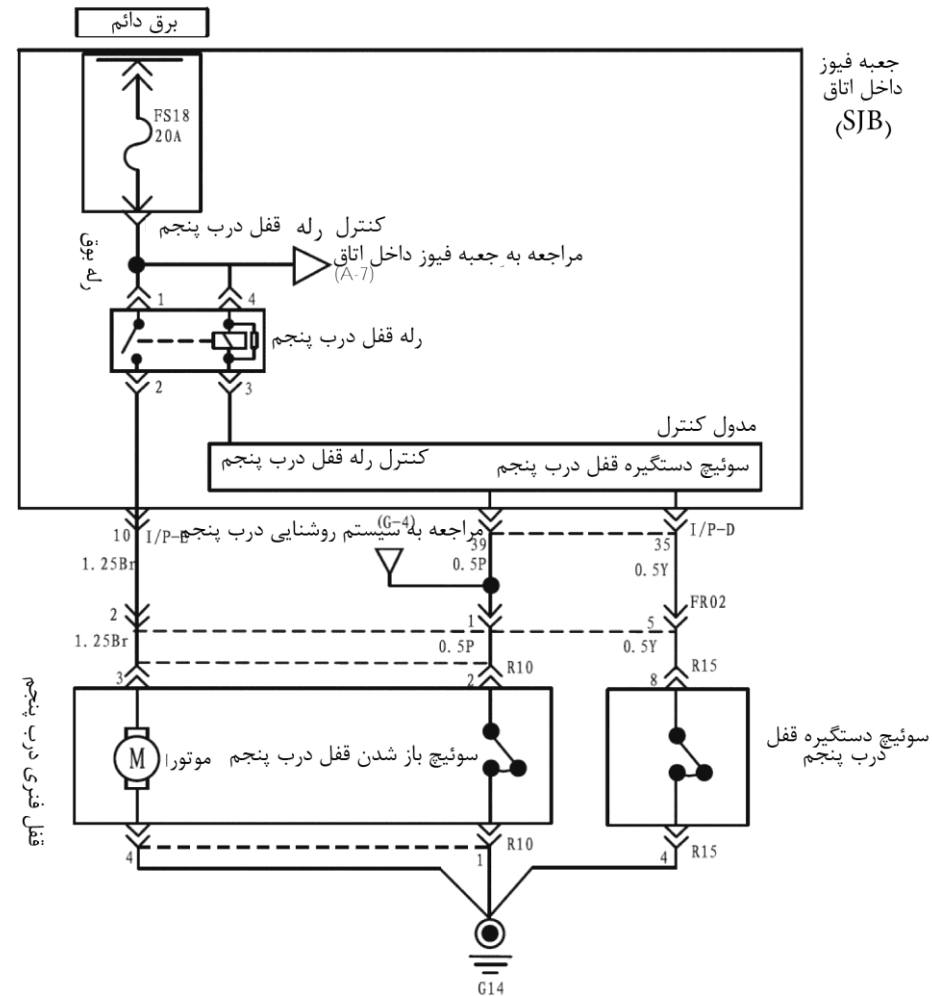 برق دائم
جعبه فیوز
داخل اتاق
(SJB)
FS18
20A
کنترل رله قفل درب پنجم
مراجعه به جعبه فیوز داخل اتاق
(A-7)
رله بوق
1
4
رله قفل درب پنجم
2
3
مدول کنترل
کنترل رله قفل درب پنجم
سوئیچ دستگیره قفل درب پنجم
10
I/P-E
مراجعه به سیستم روشنایی درب پنجم
(G-4)
39
35
I/P-D
1.25Br
0.5P
0.5Y
2
1
5
FR02
1.25Br
0.5P
0.5Y
3
2
R10
8
R15
قفل فنری درب پنجم
M
موتور
سوئیچ باز شدن قفل درب پنجم
سوئیچ دستگیره قفل
درب پنجم
4
1
R10
4
R15
G14